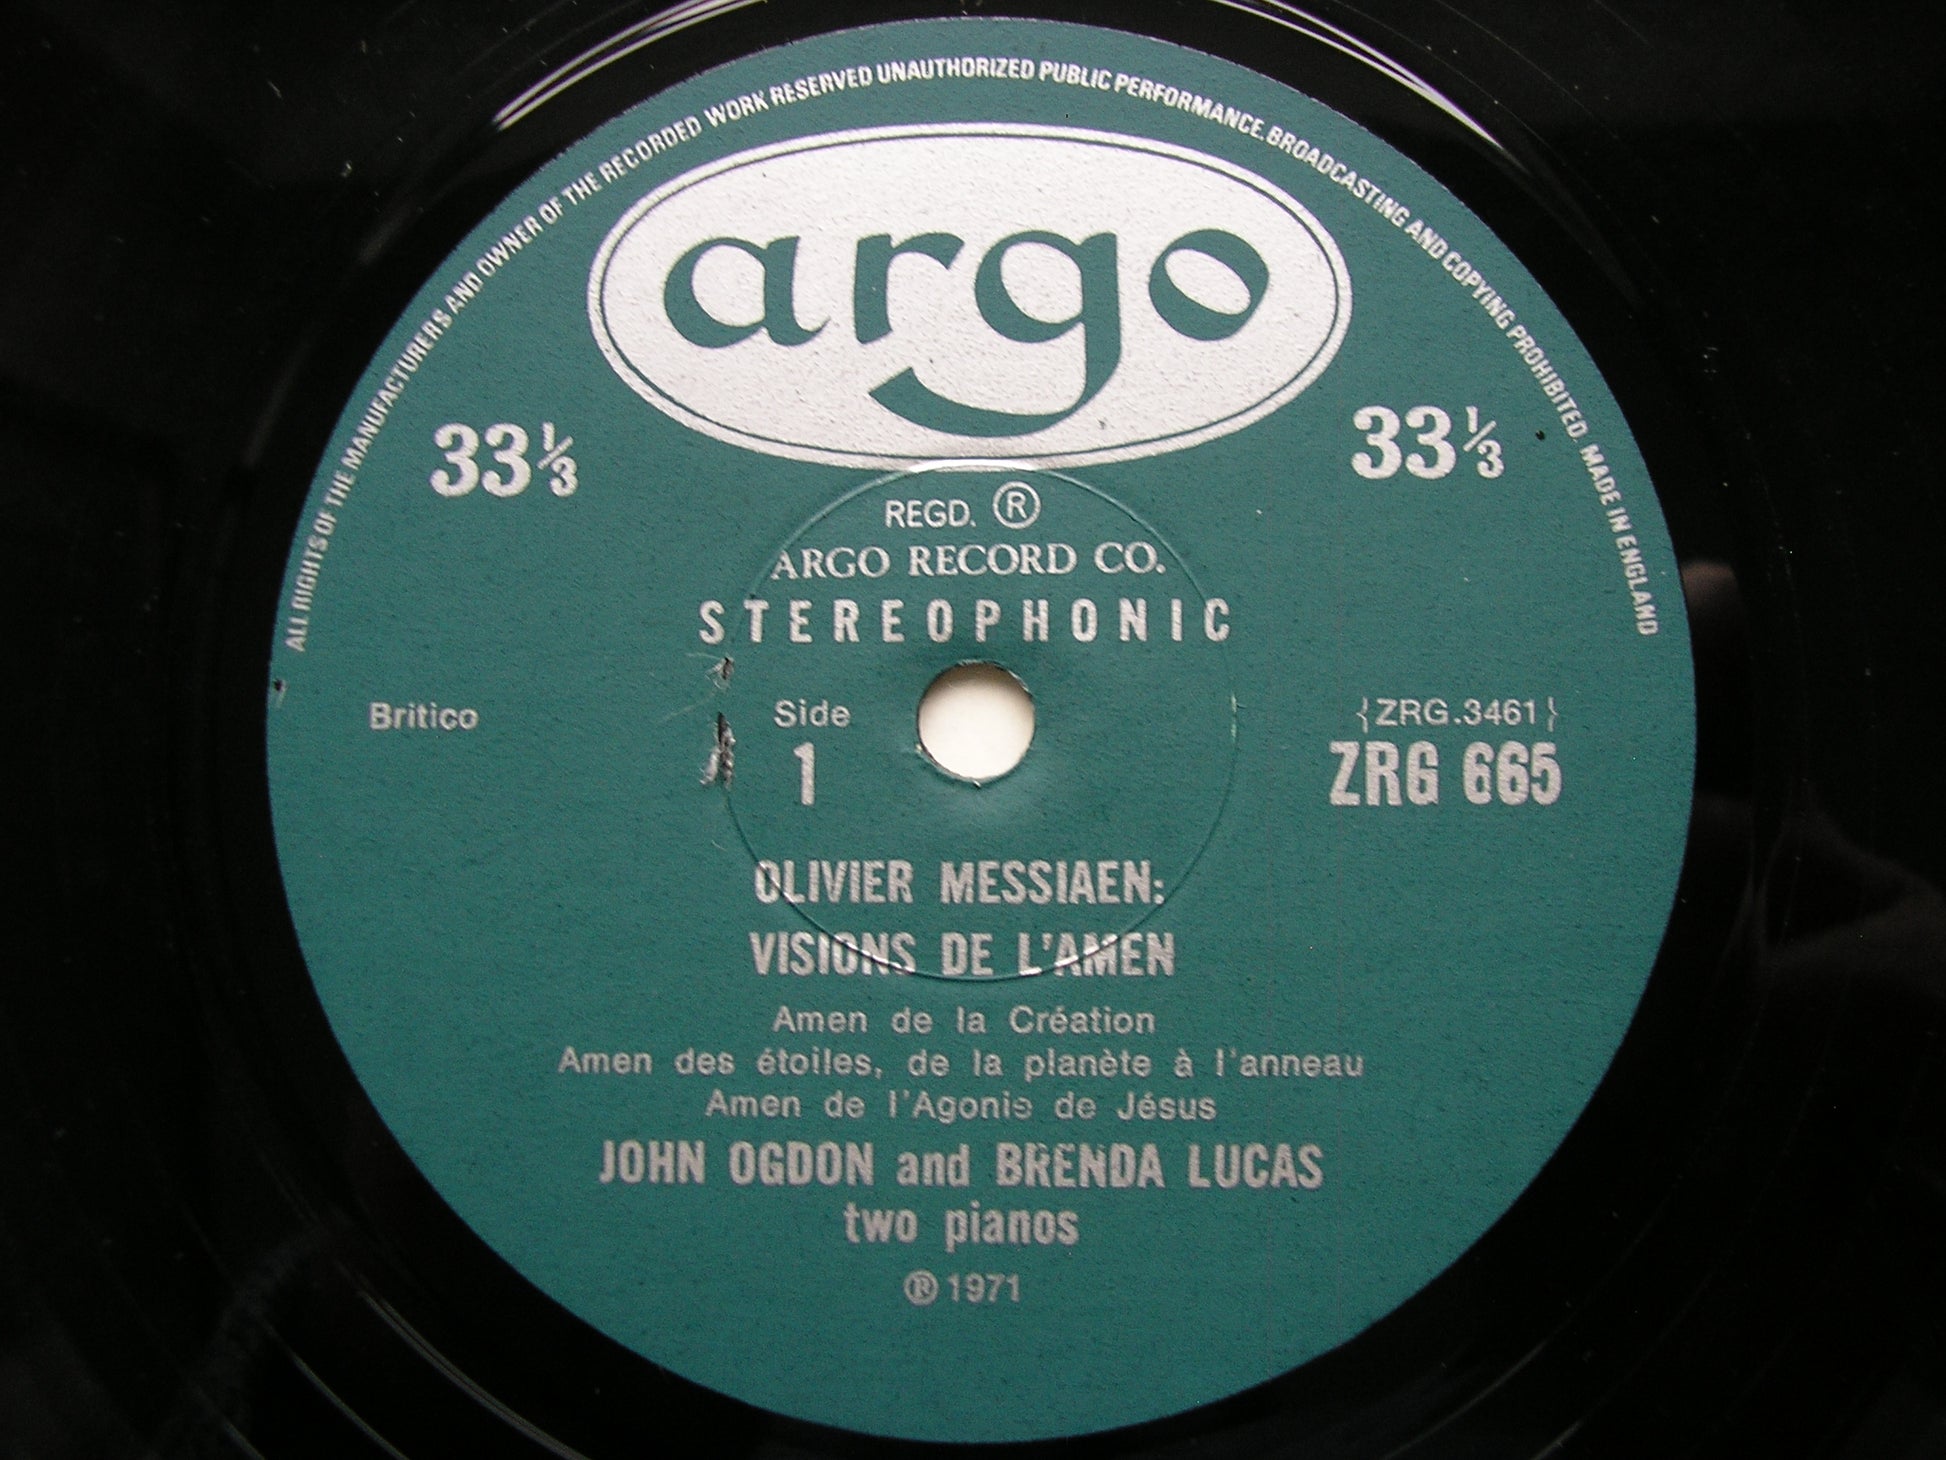 ALL RIGHTS OF THE MANUFACTURERS AND OWNER OF THE RECORDED WORK RESERVED UNAUTHORIZED PUBLIC PERFORMANCE, BROADCASTING AND COPYING PROHIBITED. MADE IN ENGLAND
argo
33⅓ 33⅓
REGD. ®
ARGO RECORD CO.
STEREOPHONIC
Britico Side {ZRG.3461}
1 ZRG 665
OLIVIER MESSIAEN:
VISIONS DE L'AMEN
Amen de la Création
Amen des étoiles, de la planète à l'anneau
Amen de l'Agonie de Jésus
JOHN OGDON and BRENDA LUCAS
two pianos
® 1971